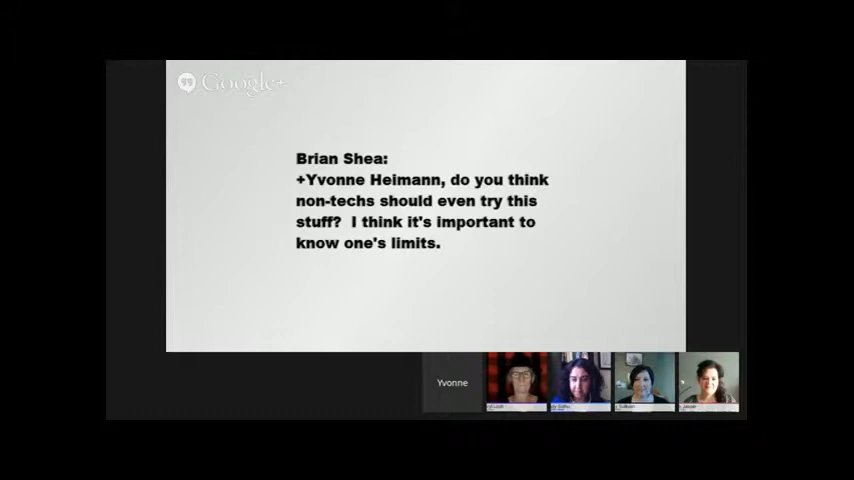 Google+
Brian Shea:
+Yvonne Heimann, do you think
non-techs should even try this
stuff?  I think it's important to
know one's limits.
Yvonne